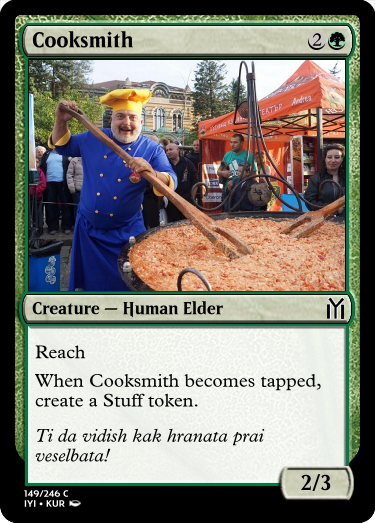 Cooksmith 2
Creature — Human Elder
Reach
When Cooksmith becomes tapped,
create a Stuff token.
Ti da vidish kak hranata prai
veselbata!
2/3
149/246 C
IYI • KUR